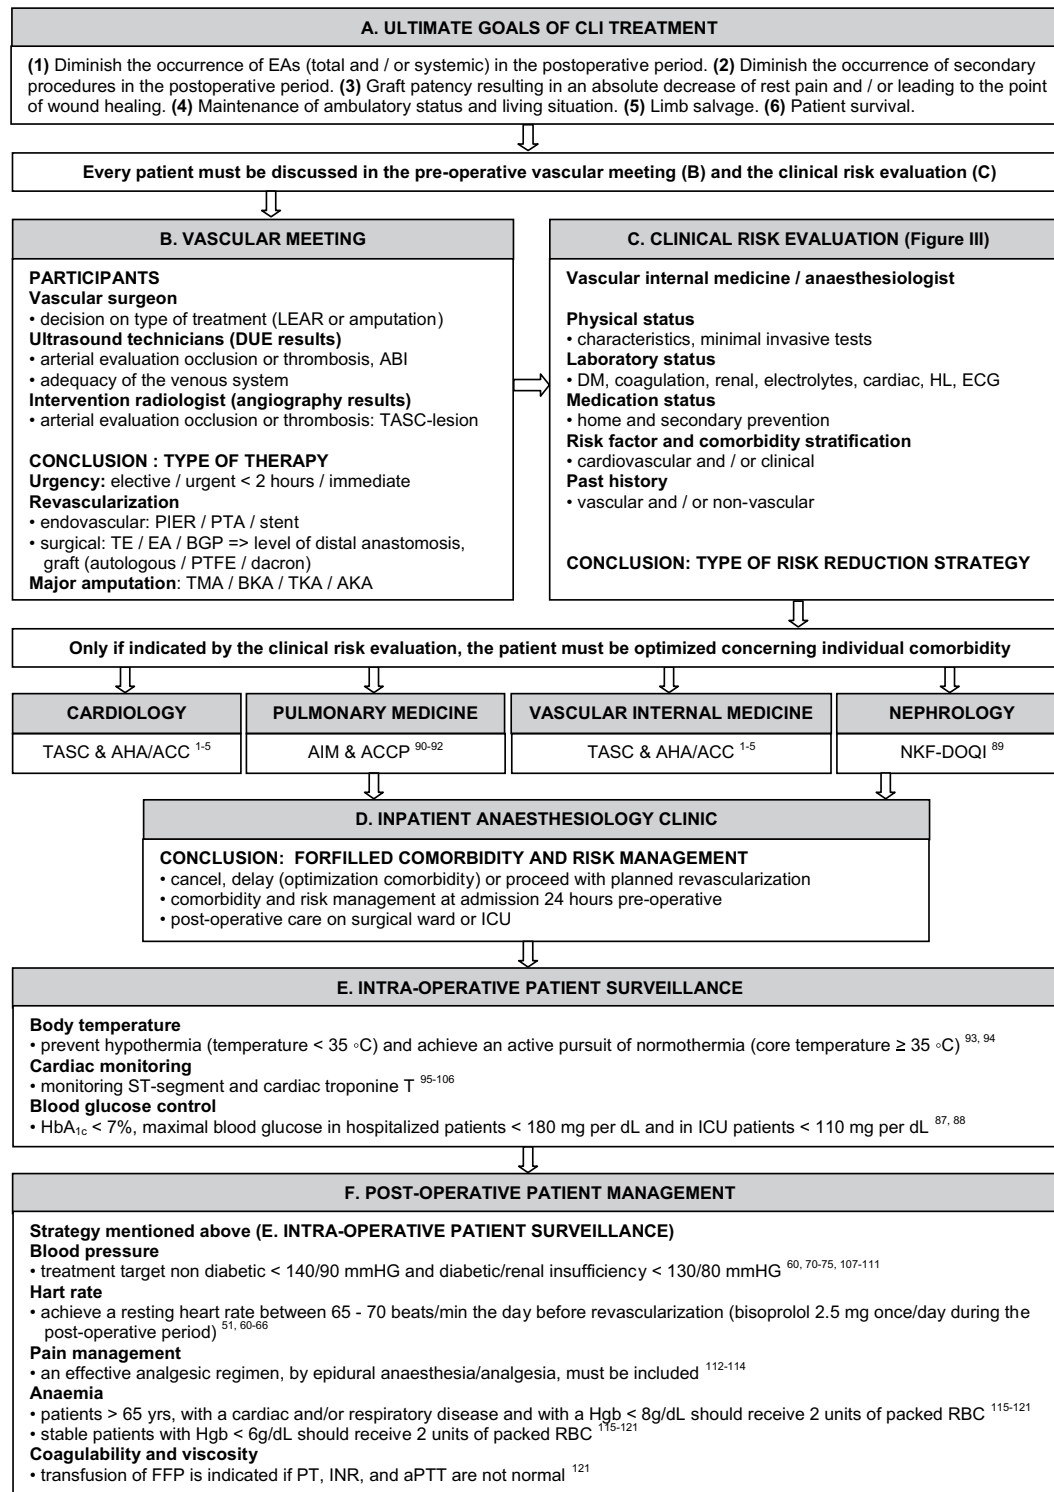 A. ULTIMATE GOALS OF CLI TREATMENT
(1) Diminish the occurrence of EAs (total and / or systemic) in the postoperative period. (2) Diminish the occurrence of secondary
procedures in the postoperative period. (3) Graft patency resulting in an absolute decrease of rest pain and / or leading to the point
of wound healing. (4) Maintenance of ambulatory status and living situation. (5) Limb salvage. (6) Patient survival.
Every patient must be discussed in the pre-operative vascular meeting (B) and the clinical risk evaluation (C)
B. VASCULAR MEETING
PARTICIPANTS
Vascular surgeon
• decision on type of treatment (LEAR or amputation)
Ultrasound technicians (DUE results)
• arterial evaluation occlusion or thrombosis, ABI
• adequacy of the venous system
Intervention radiologist (angiography results)
• arterial evaluation occlusion or thrombosis: TASC-lesion
CONCLUSION : TYPE OF THERAPY
Urgency: elective / urgent < 2 hours / immediate
Revascularization
• endovascular: PIER / PTA / stent
• surgical: TE / EA / BGP => level of distal anastomosis,
graft (autologous / PTFE / dacron)
Major amputation: TMA / BKA / TKA / AKA
C. CLINICAL RISK EVALUATION (Figure III)
Vascular internal medicine / anaesthesiologist
Physical status
• characteristics, minimal invasive tests
Laboratory status
• DM, coagulation, renal, electrolytes, cardiac, HL, ECG
Medication status
• home and secondary prevention
Risk factor and comorbidity stratification
• cardiovascular and / or clinical
Past history
• vascular and / or non-vascular
CONCLUSION: TYPE OF RISK REDUCTION STRATEGY
Only if indicated by the clinical risk evaluation, the patient must be optimized concerning individual comorbidity
CARDIOLOGY
TASC & AHA/ACC 1-5
PULMONARY MEDICINE
AIM & ACCP 90-92
VASCULAR INTERNAL MEDICINE
TASC & AHA/ACC 1-5
NEPHROLOGY
NKF-DOQI 89
D. INPATIENT ANAESTHESIOLOGY CLINIC
CONCLUSION: FORFILLED COMORBIDITY AND RISK MANAGEMENT
• cancel, delay (optimization comorbidity) or proceed with planned revascularization
• comorbidity and risk management at admission 24 hours pre-operative
• post-operative care on surgical ward or ICU
E. INTRA-OPERATIVE PATIENT SURVEILLANCE
Body temperature
• prevent hypothermia (temperature < 35 ◦C) and achieve an active pursuit of normothermia (core temperature ≥ 35 ◦C) 93, 94
Cardiac monitoring
• monitoring ST-segment and cardiac troponine T 95-106
Blood glucose control
• HbA1c < 7%, maximal blood glucose in hospitalized patients < 180 mg per dL and in ICU patients < 110 mg per dL 87, 88
F. POST-OPERATIVE PATIENT MANAGEMENT
Strategy mentioned above (E. INTRA-OPERATIVE PATIENT SURVEILLANCE)
Blood pressure
• treatment target non diabetic < 140/90 mmHG and diabetic/renal insufficiency < 130/80 mmHG 60, 70-75, 107-111
Hart rate
• achieve a resting heart rate between 65 - 70 beats/min the day before revascularization (bisoprolol 2.5 mg once/day during the
post-operative period) 51, 60-66
Pain management
• an effective analgesic regimen, by epidural anaesthesia/analgesia, must be included 112-114
Anaemia
• patients > 65 yrs, with a cardiac and/or respiratory disease and with a Hgb < 8g/dL should receive 2 units of packed RBC 115-121
• stable patients with Hgb < 6g/dL should receive 2 units of packed RBC 115-121
Coagulability and viscosity
• transfusion of FFP is indicated if PT, INR, and aPTT are not normal 121